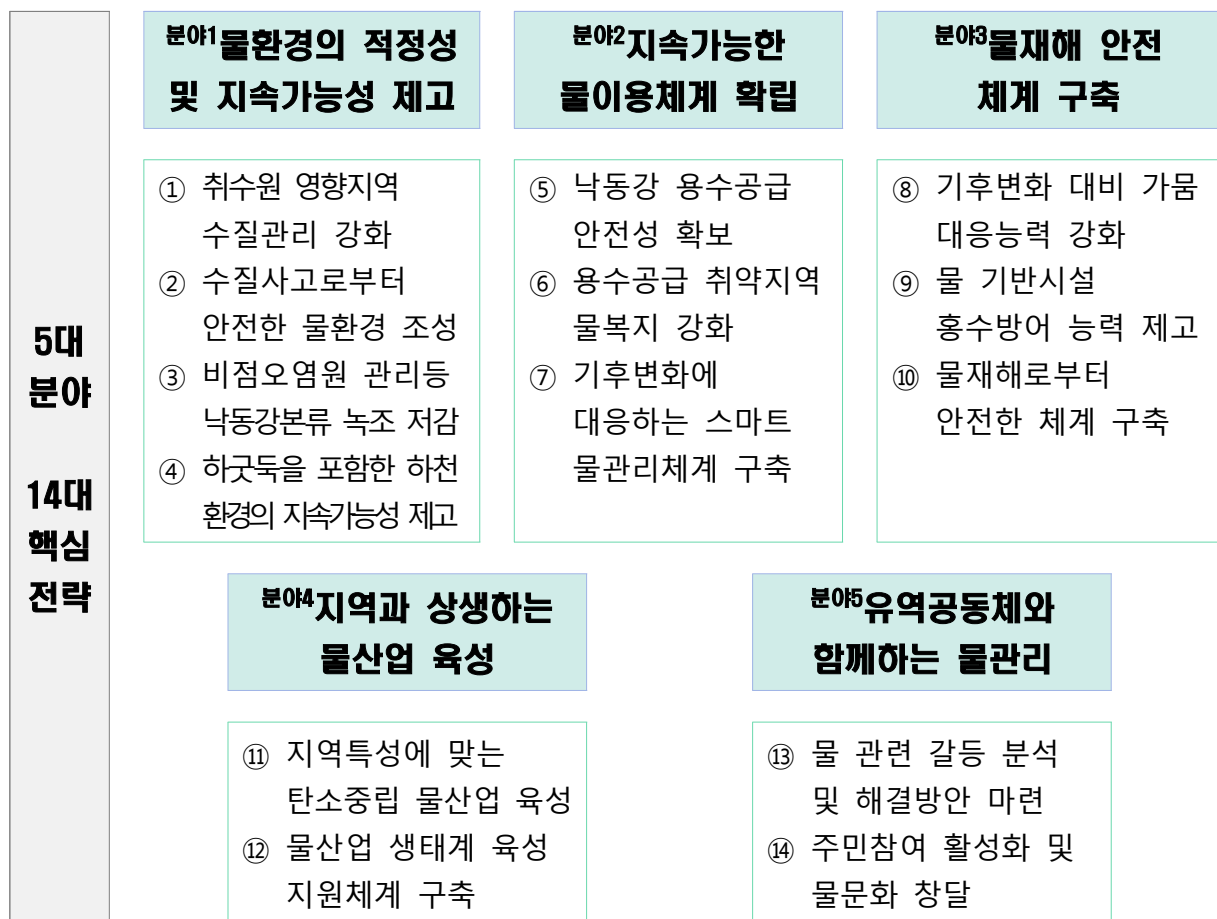 5대
분야
14대
핵심
전략
분야1물환경의 적정성
및 지속가능성 제고
① 취수원 영향지역
수질관리 강화
② 수질사고로부터
안전한 물환경 조성
③ 비점오염원 관리등
낙동강본류 녹조 저감
④ 하굿둑을 포함한 하천
환경의 지속가능성 제고
분야2지속가능한
물이용체계 확립
⑤ 낙동강 용수공급
안전성 확보
⑥ 용수공급 취약지역
물복지 강화
⑦ 기후변화에
대응하는 스마트
물관리체계 구축
분야3물재해 안전
체계 구축
⑧ 기후변화 대비 가뭄
대응능력 강화
⑨ 물 기반시설
홍수방어 능력 제고
⑩ 물재해로부터
안전한 체계 구축
분야4지역과 상생하는
물산업 육성
⑪ 지역특성에 맞는
탄소중립 물산업 육성
⑫ 물산업 생태계 육성
지원체계 구축
분야5유역공동체와
함께하는 물관리
⑬ 물 관련 갈등 분석
및 해결방안 마련
⑭ 주민참여 활성화 및
물문화 창달